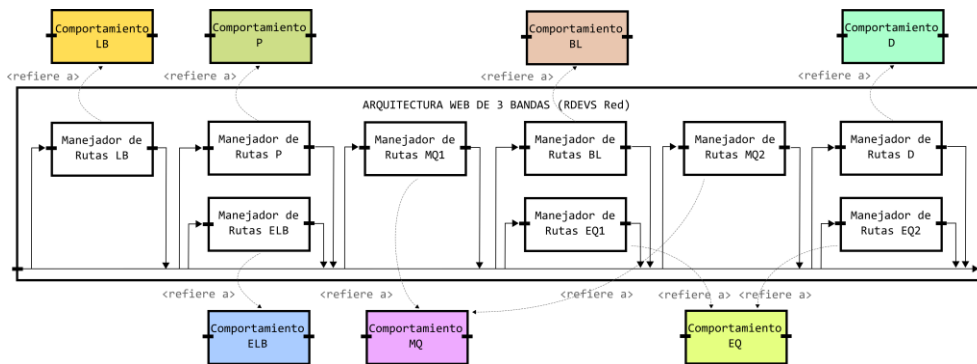 Comportamiento
LB
Comportamiento
P
Comportamiento
BL
Comportamiento
D
<refiere a>
<refiere a>
<refiere a>
<refiere a>
ARQUITECTURA WEB DE 3 BANDAS (RDEVS Red)
Manejador de
Rutas LB
Manejador de
Rutas P
Manejador de
Rutas MQ1
Manejador de
Rutas BL
Manejador de
Rutas MQ2
Manejador de
Rutas D
Manejador de
Rutas ELB
Manejador de
Rutas EQ1
Manejador de
Rutas EQ2
<refiere a>
<refiere a>
<refiere a>
<refiere a>
<refiere a>
Comportamiento
ELB
Comportamiento
MQ
Comportamiento
EQ